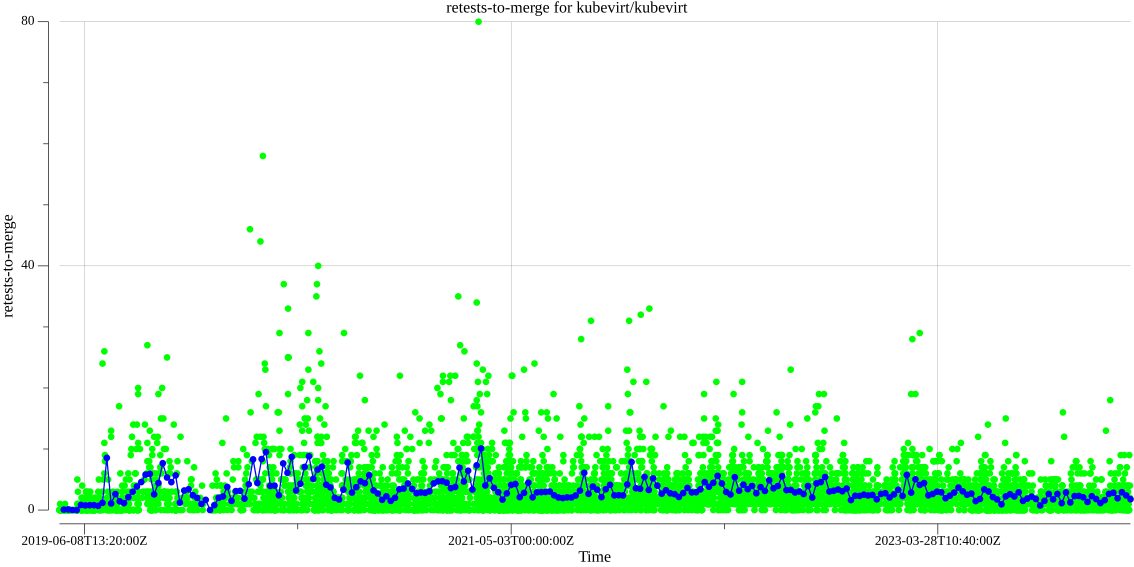 retests-to-merge for kubevirt/kubevirt
80
40
0
retests-to-merge
2019-06-08T13:20:00Z
2021-05-03T00:00:00Z
2023-03-28T10:40:00Z
Time